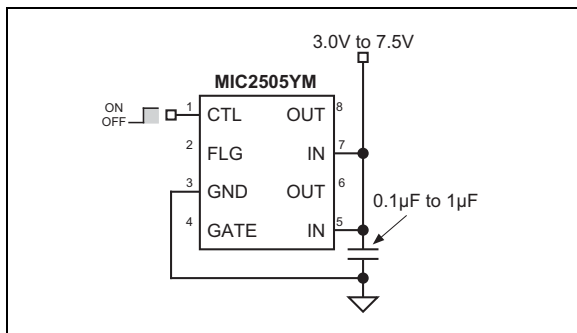 3.0V to 7.5V
MIC2505YM
ON
OFF
1 CTL OUT 8
2 FLG IN 7
3 GND OUT 6
4 GATE IN 5
0.1µF to 1µF